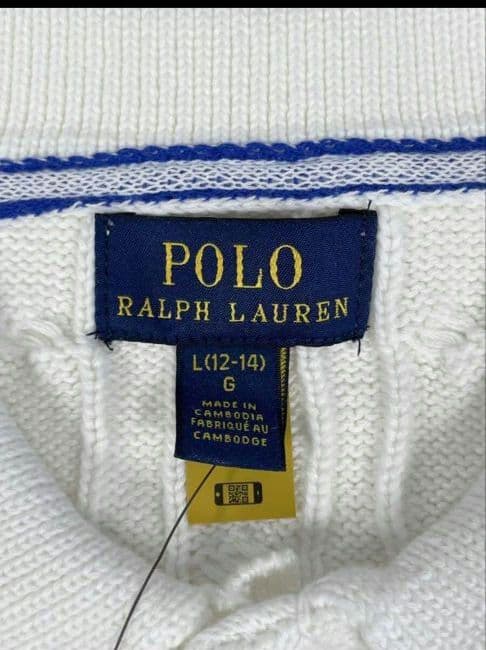 POLO
RALPH LAUREN
L(12-14)
G
MADE IN
CAMBODIA
FABRIQUÉ AU
CAMBODGE